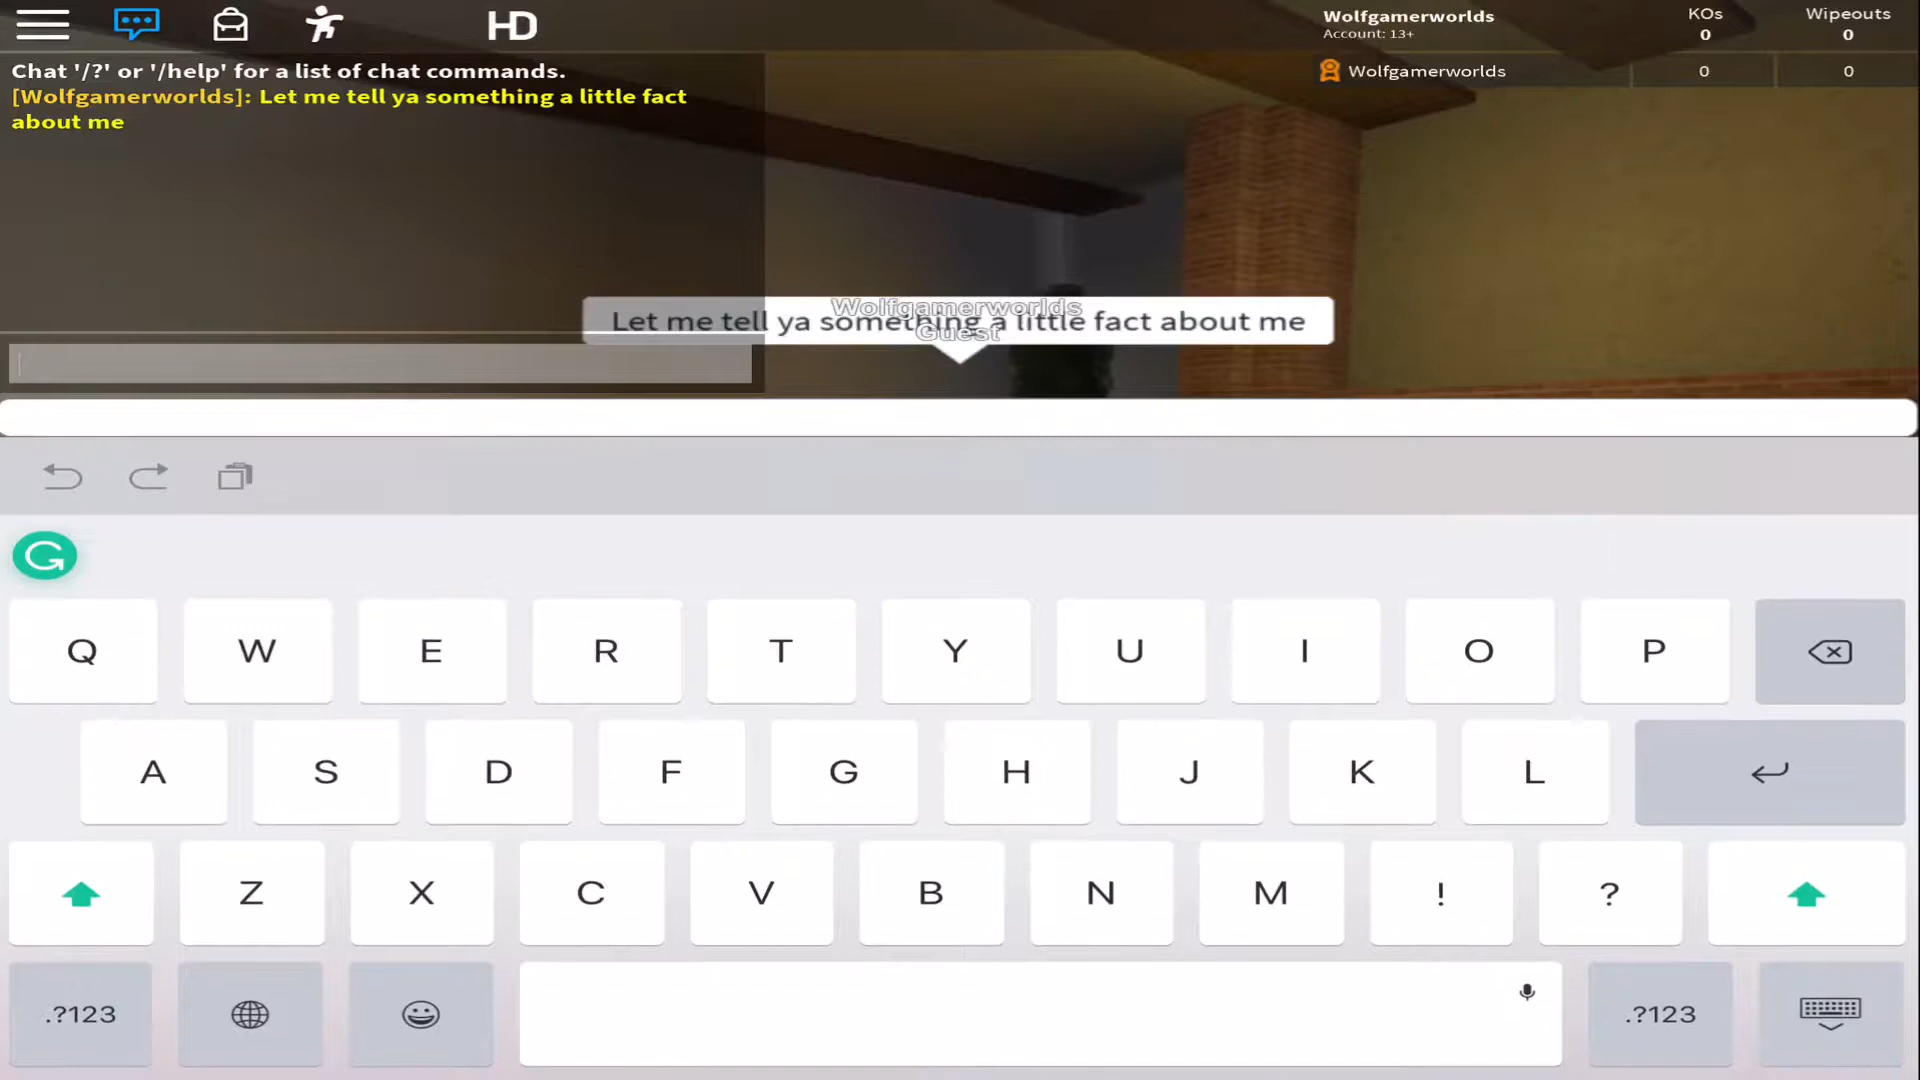 HD
Wolfgamerworlds
Account: 13+
KOs
0
Wipeouts
0
Chat '/?' or '/help' for a list of chat commands.
[Wolfgamerworlds]: Let me tell ya something a little fact
about me
Wolfgamerworlds
0
0
Wolfgamerworlds
Let me tell ya something a little fact about me
Guest
Q W E R T Y U I O P
A S D F G H J K L
Z X C V B N M ! ?
.?123
.?123